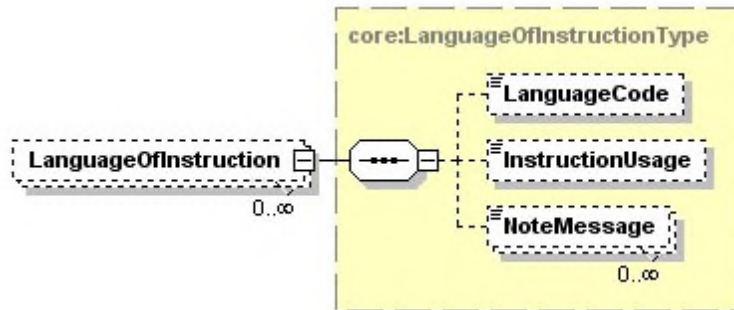 core:LanguageOfInstructionType
LanguageCode
LanguageOfInstruction
InstructionUsage
0..∞
NoteMessage
0..∞